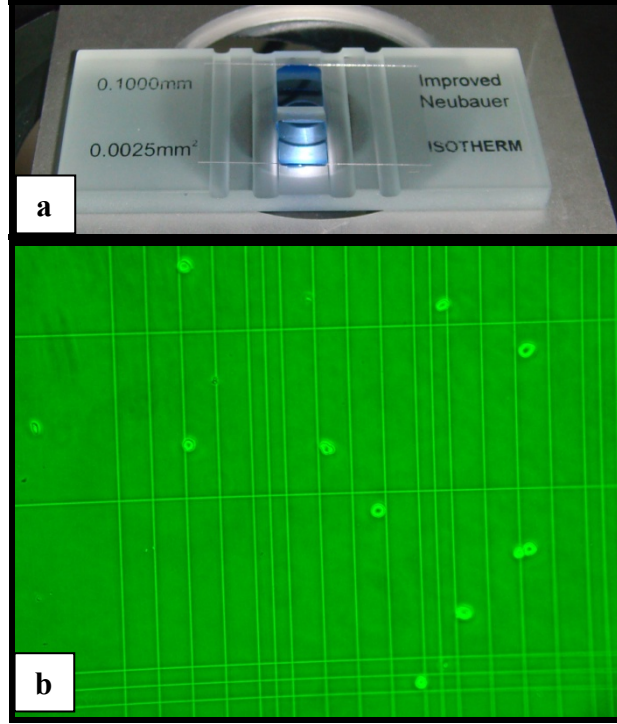 0.1000mm
Improved
Neubauer
0.0025mm²
ISOTHERM
a
b